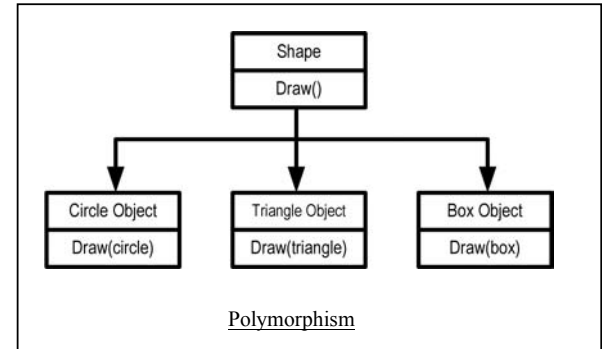 Shape
Draw()
Circle Object
Draw(circle)
Triangle Object
Draw(triangle)
Box Object
Draw(box)
Polymorphism